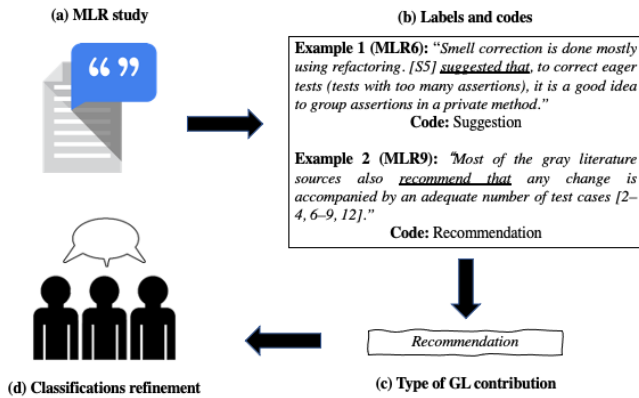 (a) MLR study
(b) Labels and codes
“ ”
Example 1 (MLR6): “Smell correction is done mostly
using refactoring. [S5] suggested that, to correct eager
tests (tests with too many assertions), it is a good idea
to group assertions in a private method.”
Code: Suggestion
Example 2 (MLR9): “Most of the gray literature
sources also recommend that any change is
accompanied by an adequate number of test cases [2–
4, 6–9, 12].”
Code: Recommendation
Recommendation
(d) Classifications refinement
(c) Type of GL contribution